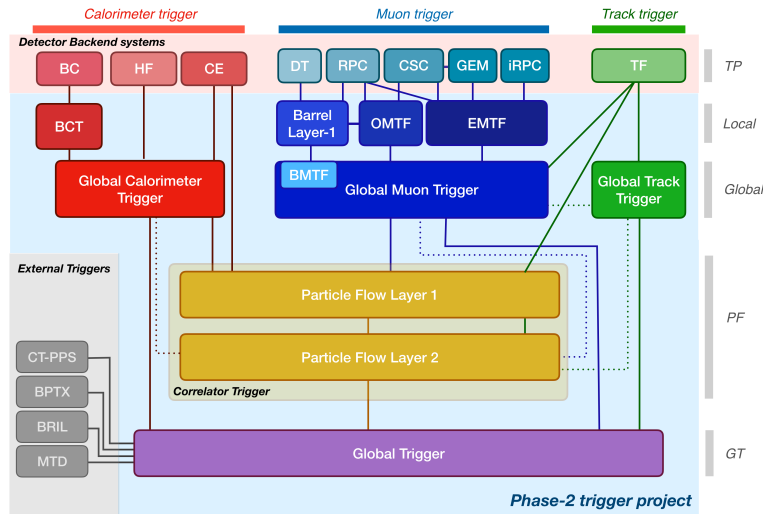 Calorimeter trigger
Muon trigger
Track trigger
Detector Backend systems
BC
HF
CE
DT
RPC
CSC
GEM
iRPC
TF
TP
BCT
Barrel
Layer-1
OMTF
EMTF
Local
Global Calorimeter
Trigger
BMTF
Global Muon Trigger
Global Track
Trigger
Global
External Triggers
Particle Flow Layer 1
PF
Particle Flow Layer 2
CT-PPS
BPTX
Correlator Trigger
BRIL
MTD
Global Trigger
GT
Phase-2 trigger project